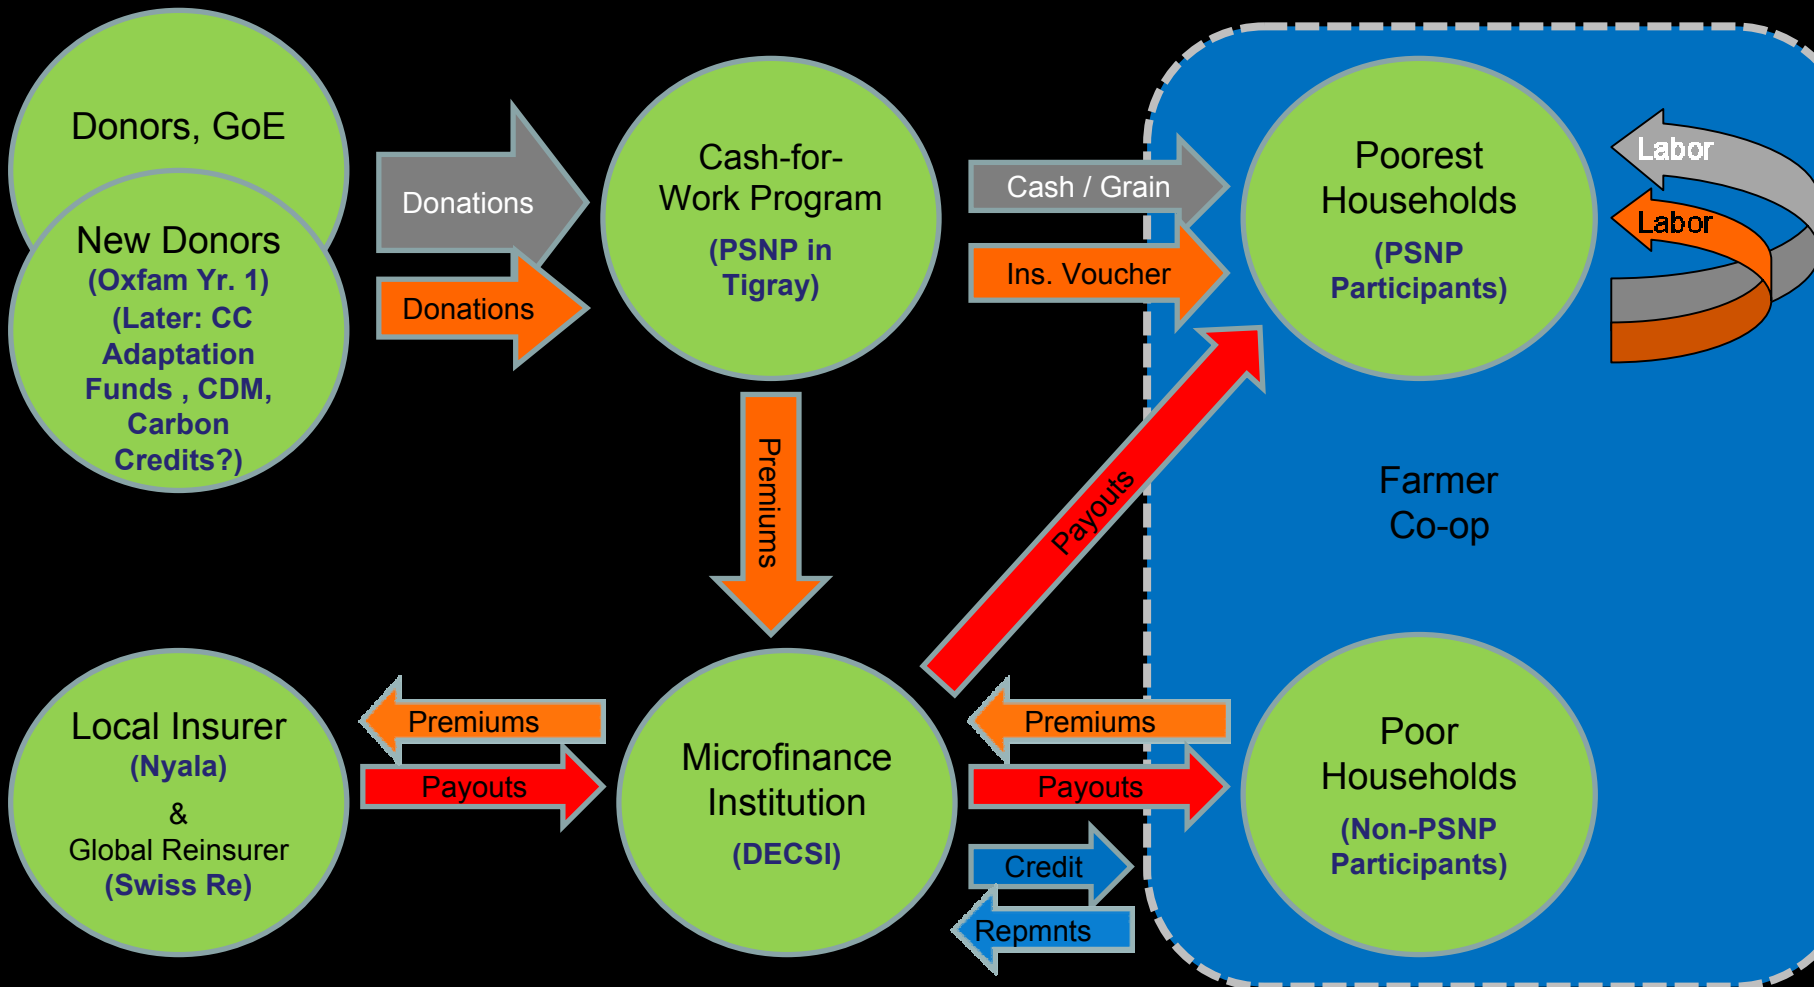 Donors, GoE
New Donors
(Oxfam Yr. 1)
(Later: CC
Adaptation
Funds , CDM,
Carbon
Credits?)
Donations
Donations
Cash-for-
Work Program
(PSNP in
Tigray)
Cash / Grain
Ins. Voucher
Poorest
Households
(PSNP
Participants)
Labor
Labor
Premiums
Payouts
Farmer
Co-op
Local Insurer
(Nyala)
&
Global Reinsurer
(Swiss Re)
Premiums
Payouts
Microfinance
Institution
(DECSI)
Premiums
Payouts
Credit
Repmnts
Poor
Households
(Non-PSNP
Participants)